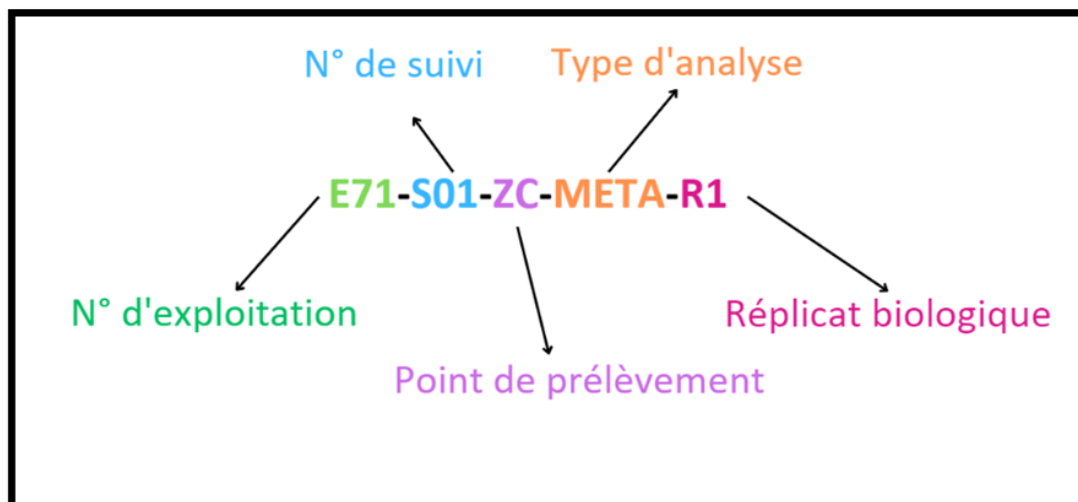 N° de suivi
Type d'analyse
E71-S01-ZC-META-R1
N° d'exploitation
Réplicat biologique
Point de prélèvement